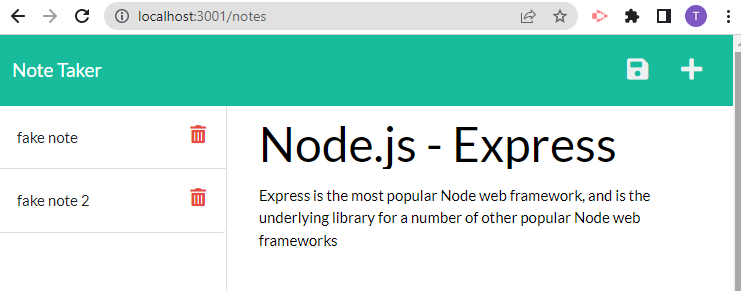 localhost:3001/notes
T
Note Taker
fake note
fake note 2
Node.js - Express
Express is the most popular Node web framework, and is the
underlying library for a number of other popular Node web
frameworks